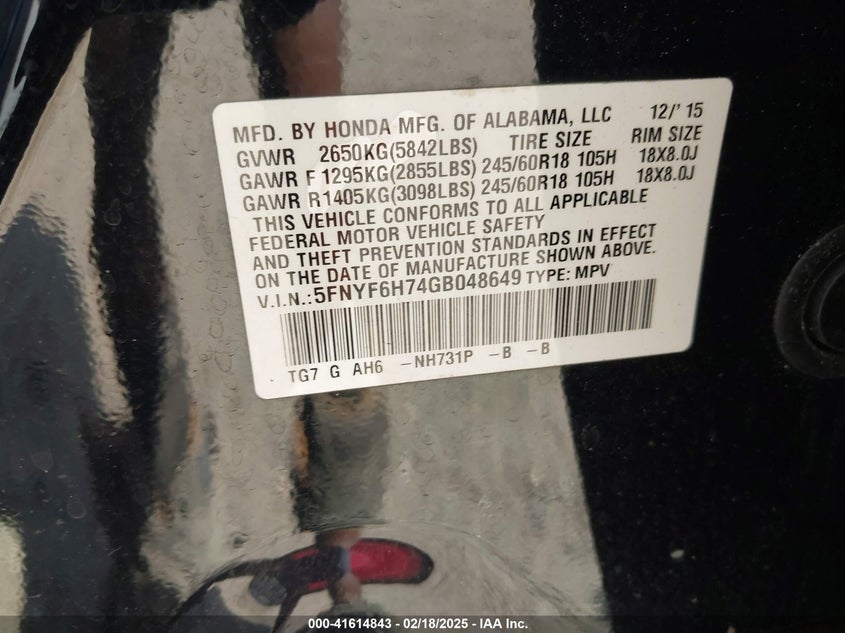 MFD. BY HONDA MFG. OF ALABAMA, LLC 12/'15
GVWR 2650KG(5842LBS) TIRE SIZE RIM SIZE
GAWR F 1295KG(2855LBS) 245/60R18 105H 18X8.0J
GAWR R1405KG(3098LBS) 245/60R18 105H 18X8.0J
THIS VEHICLE CONFORMS TO ALL APPLICABLE
FEDERAL MOTOR VEHICLE SAFETY
AND THEFT PREVENTION STANDARDS IN EFFECT
ON THE DATE OF MANUFACTURE SHOWN ABOVE.
V.I.N.:5FNYF6H74GB048649 TYPE: MPV
TG7 G AH6 -NH731P -B -B
000-41614843 - 02/18/2025 - IAA Inc.